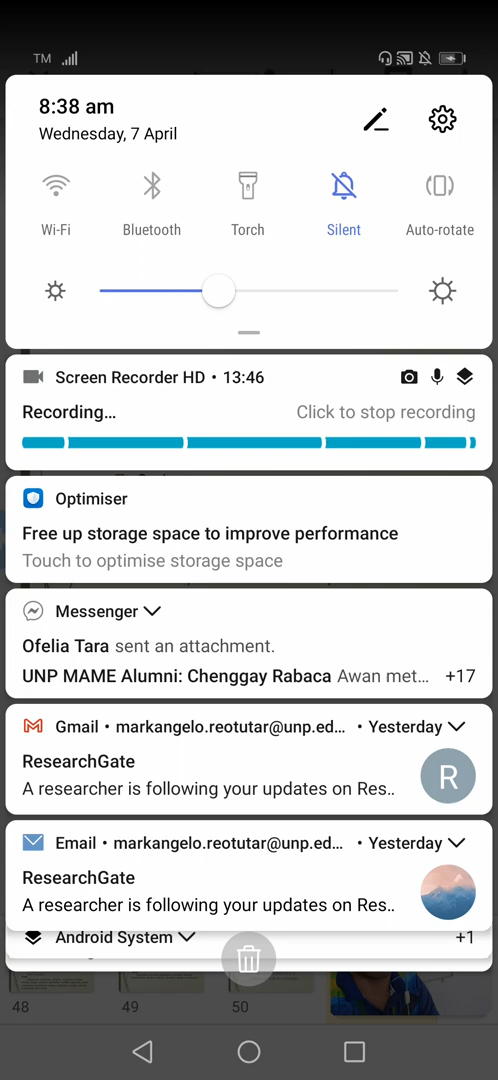 TM
8:38 am
Wednesday, 7 April
Wi-Fi
Bluetooth
Torch
Silent
Auto-rotate
Screen Recorder HD • 13:46
Recording...
Click to stop recording
Optimiser
Free up storage space to improve performance
Touch to optimise storage space
Messenger
Ofelia Tara sent an attachment.
UNP MAME Alumni: Chenggay Rabaca Awan met... +17
Gmail • markangelo.reotutar@unp.ed... • Yesterday
ResearchGate
A researcher is following your updates on Res..
R
Email • markangelo.reotutar@unp.ed... • Yesterday
ResearchGate
A researcher is following your updates on Res..
Android System +1
48
49
50